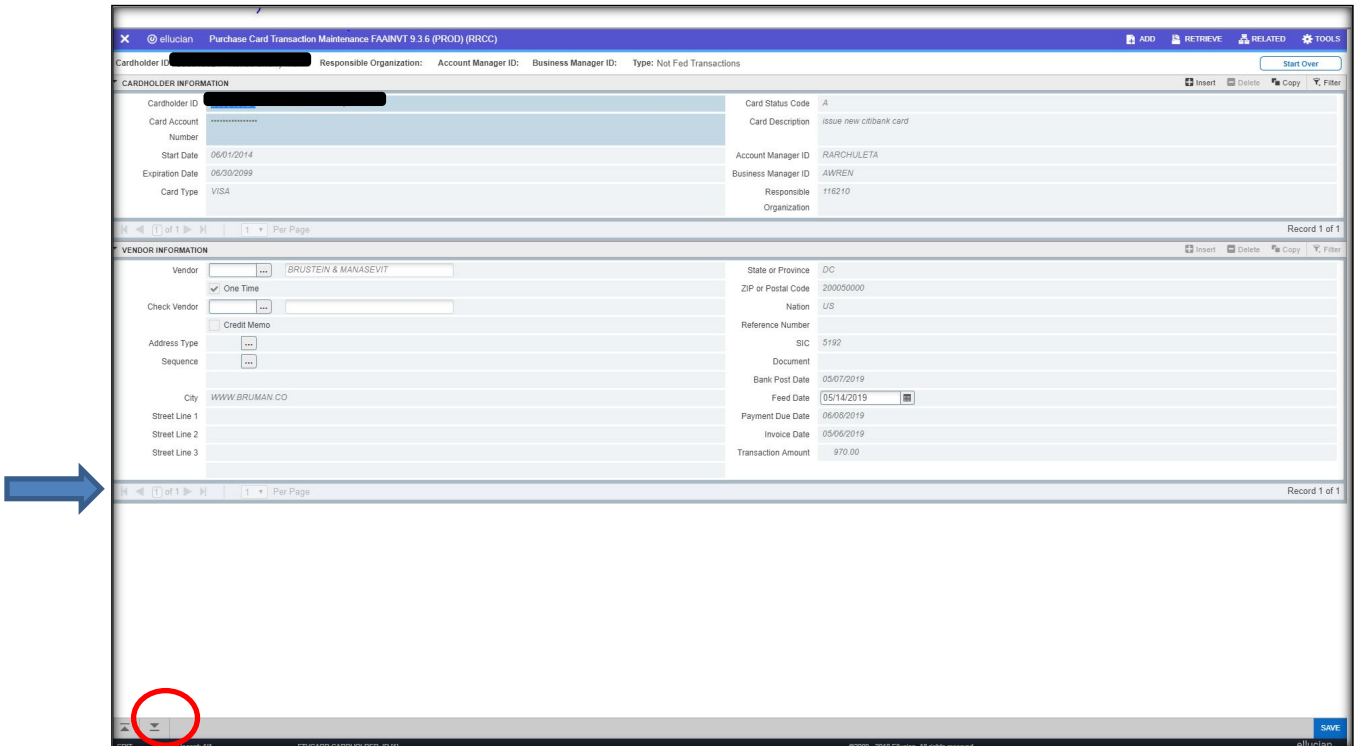 ellucian Purchase Card Transaction Maintenance FAAINVT 9.3.6 (PROD) (RRCC) ADD RETRIEVE RELATED TOOLS
Cardholder ID Responsible Organization: Account Manager ID: Business Manager ID: Type: Not Fed Transactions Start Over
CARDHOLDER INFORMATION Insert Delete Copy Filter
Cardholder ID Card Status Code A
Card Account Number **************** Card Description issue new citibank card
Start Date 06/01/2014 Account Manager ID RARCHULETA
Expiration Date 06/30/2099 Business Manager ID AWREN
Card Type VISA Responsible Organization 116210
1 of 1 1 Per Page Record 1 of 1
VENDOR INFORMATION Insert Delete Copy Filter
Vendor ... BRUSTEIN & MANASEVIT State or Province DC
One Time ZIP or Postal Code 200050000
Check Vendor ... Nation US
Credit Memo Reference Number
Address Type ... SIC 5192
Sequence ... Document
Bank Post Date 05/07/2019
City WWW.BRUMAN.CO Feed Date 05/14/2019
Street Line 1 Payment Due Date 06/08/2019
Street Line 2 Invoice Date 05/06/2019
Street Line 3 Transaction Amount 970.00
1 of 1 1 Per Page Record 1 of 1
SAVE
ellucian